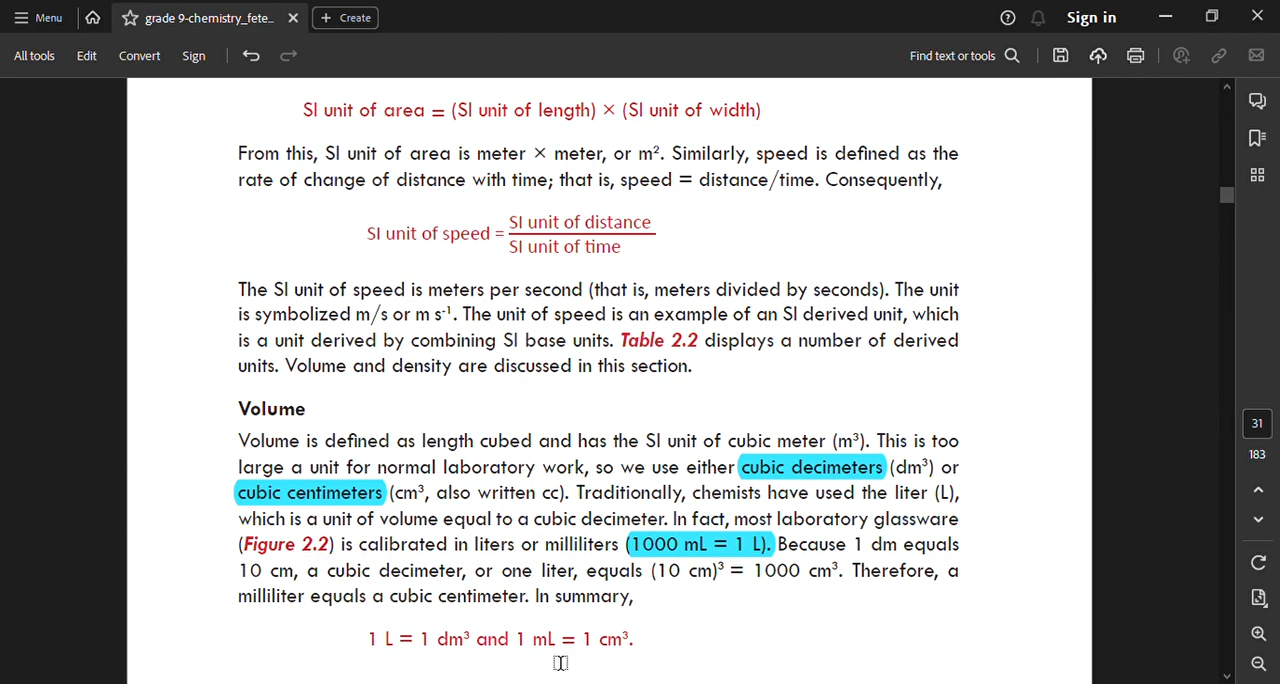 Menu
grade 9-chemistry_fete...
Create
Sign in
All tools
Edit
Convert
Sign
Find text or tools
SI unit of area = (SI unit of length) × (SI unit of width)
From this, SI unit of area is meter × meter, or m². Similarly, speed is defined as the
rate of change of distance with time; that is, speed = distance/time. Consequently,
SI unit of speed = SI unit of distance
SI unit of time
The SI unit of speed is meters per second (that is, meters divided by seconds). The unit
is symbolized m/s or m s⁻¹. The unit of speed is an example of an SI derived unit, which
is a unit derived by combining SI base units. Table 2.2 displays a number of derived
units. Volume and density are discussed in this section.
Volume
Volume is defined as length cubed and has the SI unit of cubic meter (m³). This is too
large a unit for normal laboratory work, so we use either cubic decimeters (dm³) or
cubic centimeters (cm³, also written cc). Traditionally, chemists have used the liter (L),
which is a unit of volume equal to a cubic decimeter. In fact, most laboratory glassware
(Figure 2.2) is calibrated in liters or milliliters (1000 mL = 1 L). Because 1 dm equals
10 cm, a cubic decimeter, or one liter, equals (10 cm)³ = 1000 cm³. Therefore, a
milliliter equals a cubic centimeter. In summary,
1 L = 1 dm³ and 1 mL = 1 cm³.
31
183